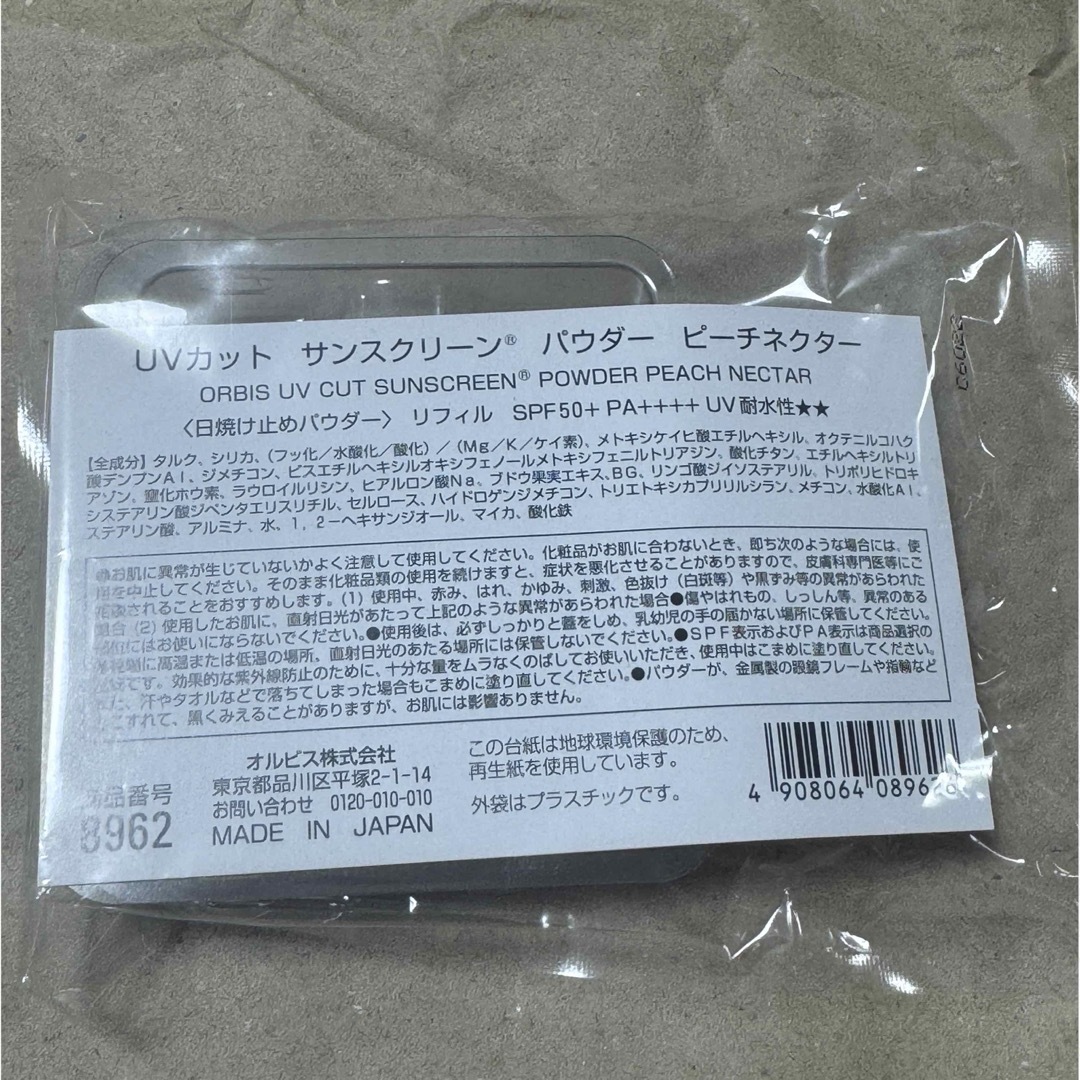 UVカット サンスクリーン® パウダー ピーチネクター
ORBIS UV CUT SUNSCREEN® POWDER PEACH NECTAR
〈日焼け止めパウダー〉 リフィル SPF50+ PA++++ UV耐水性★★
【全成分】タルク、シリカ、(フッ化/水酸化/酸化)/(Mg/K/ケイ素)、メトキシケイヒ酸エチルヘキシル、オクテニルコハク
酸デンプンAl、ジメチコン、ビスエチルヘキシルオキシフェノールメトキシフェニルトリアジン、酸化チタン、エチルヘキシルトリ
アゾン、窒化ホウ素、ラウロイルリシン、ヒアルロン酸Na、ブドウ果実エキス、BG、リンゴ酸ジイソステアリル、トリポリヒドロキ
システアリン酸ジペンタエリスリチル、セルロース、ハイドロゲンジメチコン、トリエトキシカプリリルシラン、メチコン、水酸化Al、
ステアリン酸、アルミナ、水、1,2-ヘキサンジオール、マイカ、酸化鉄
●お肌に異常が生じていないかよく注意して使用してください。化粧品がお肌に合わないとき、即ち次のような場合には、使
用を中止してください。そのまま化粧品類の使用を続けますと、症状を悪化させることがありますので、皮膚科専門医等にご
相談されることをおすすめします。(1)使用中、赤み、はれ、かゆみ、刺激、色抜け(白斑等)や黒ずみ等の異常があらわれた
場合(2)使用したお肌に、直射日光があたって上記のような異常があらわれた場合●傷やはれもの、しっしん等、異常のある
部位にはお使いにならないでください。●使用後は、必ずしっかりと蓋をしめ、乳幼児の手の届かない場所に保管してください。
極端に高温または低温の場所、直射日光のあたる場所には保管しないでください。●SPF表示およびPA表示は商品選択の
です。効果的な紫外線防止のために、十分な量をムラなくのばしてお使いいただき、使用中はこまめに塗り直してください。
また、汗やタオルなどで落ちてしまった場合もこまめに塗り直してください。●パウダーが、金属製の眼鏡フレームや指輪など
こすれて、黒くみえることがありますが、お肌には影響ありません。
商品番号
8962
オルビス株式会社
東京都品川区平塚2-1-14
お問い合わせ 0120-010-010
MADE IN JAPAN
この台紙は地球環境保護のため、
再生紙を使用しています。
外袋はプラスチックです。
4 908064 089628